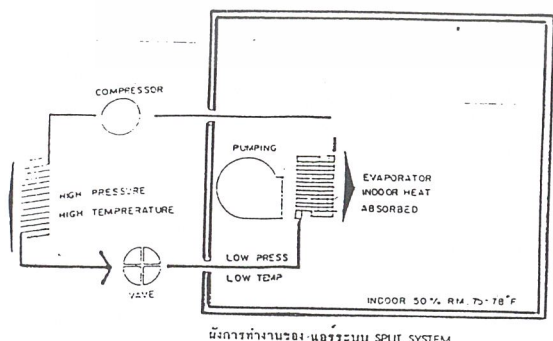 COMPRESSOR
PUMPING
HIGH PRESSURE
HIGH TEMPRERATURE
EVAPORATOR
INDOOR HEAT
ABSORBED
LOW PRESS
LOW TEMP
VAVE
INDOOR 50% RM. 75-78°F
ผังการทำงานของ แอร์ระบบ SPLIT SYSTEM